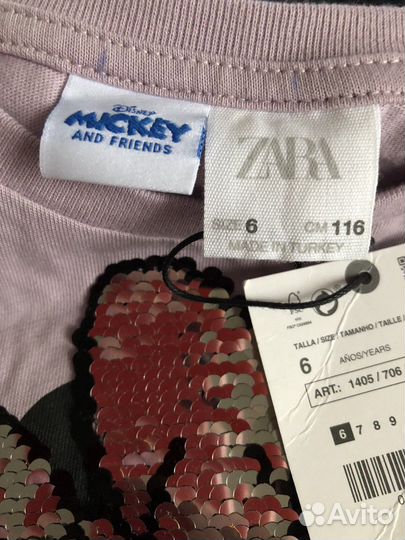 Disney
MICKEY
AND FRIENDS
ZARA
SIZE 6 CM 116
MADE IN TURKEY
TALLA / SIZE / TAMANHO / TAILLE /
6 AÑOS/YEARS
ART.: 1405 / 706
6 7 8 9
0
Avito